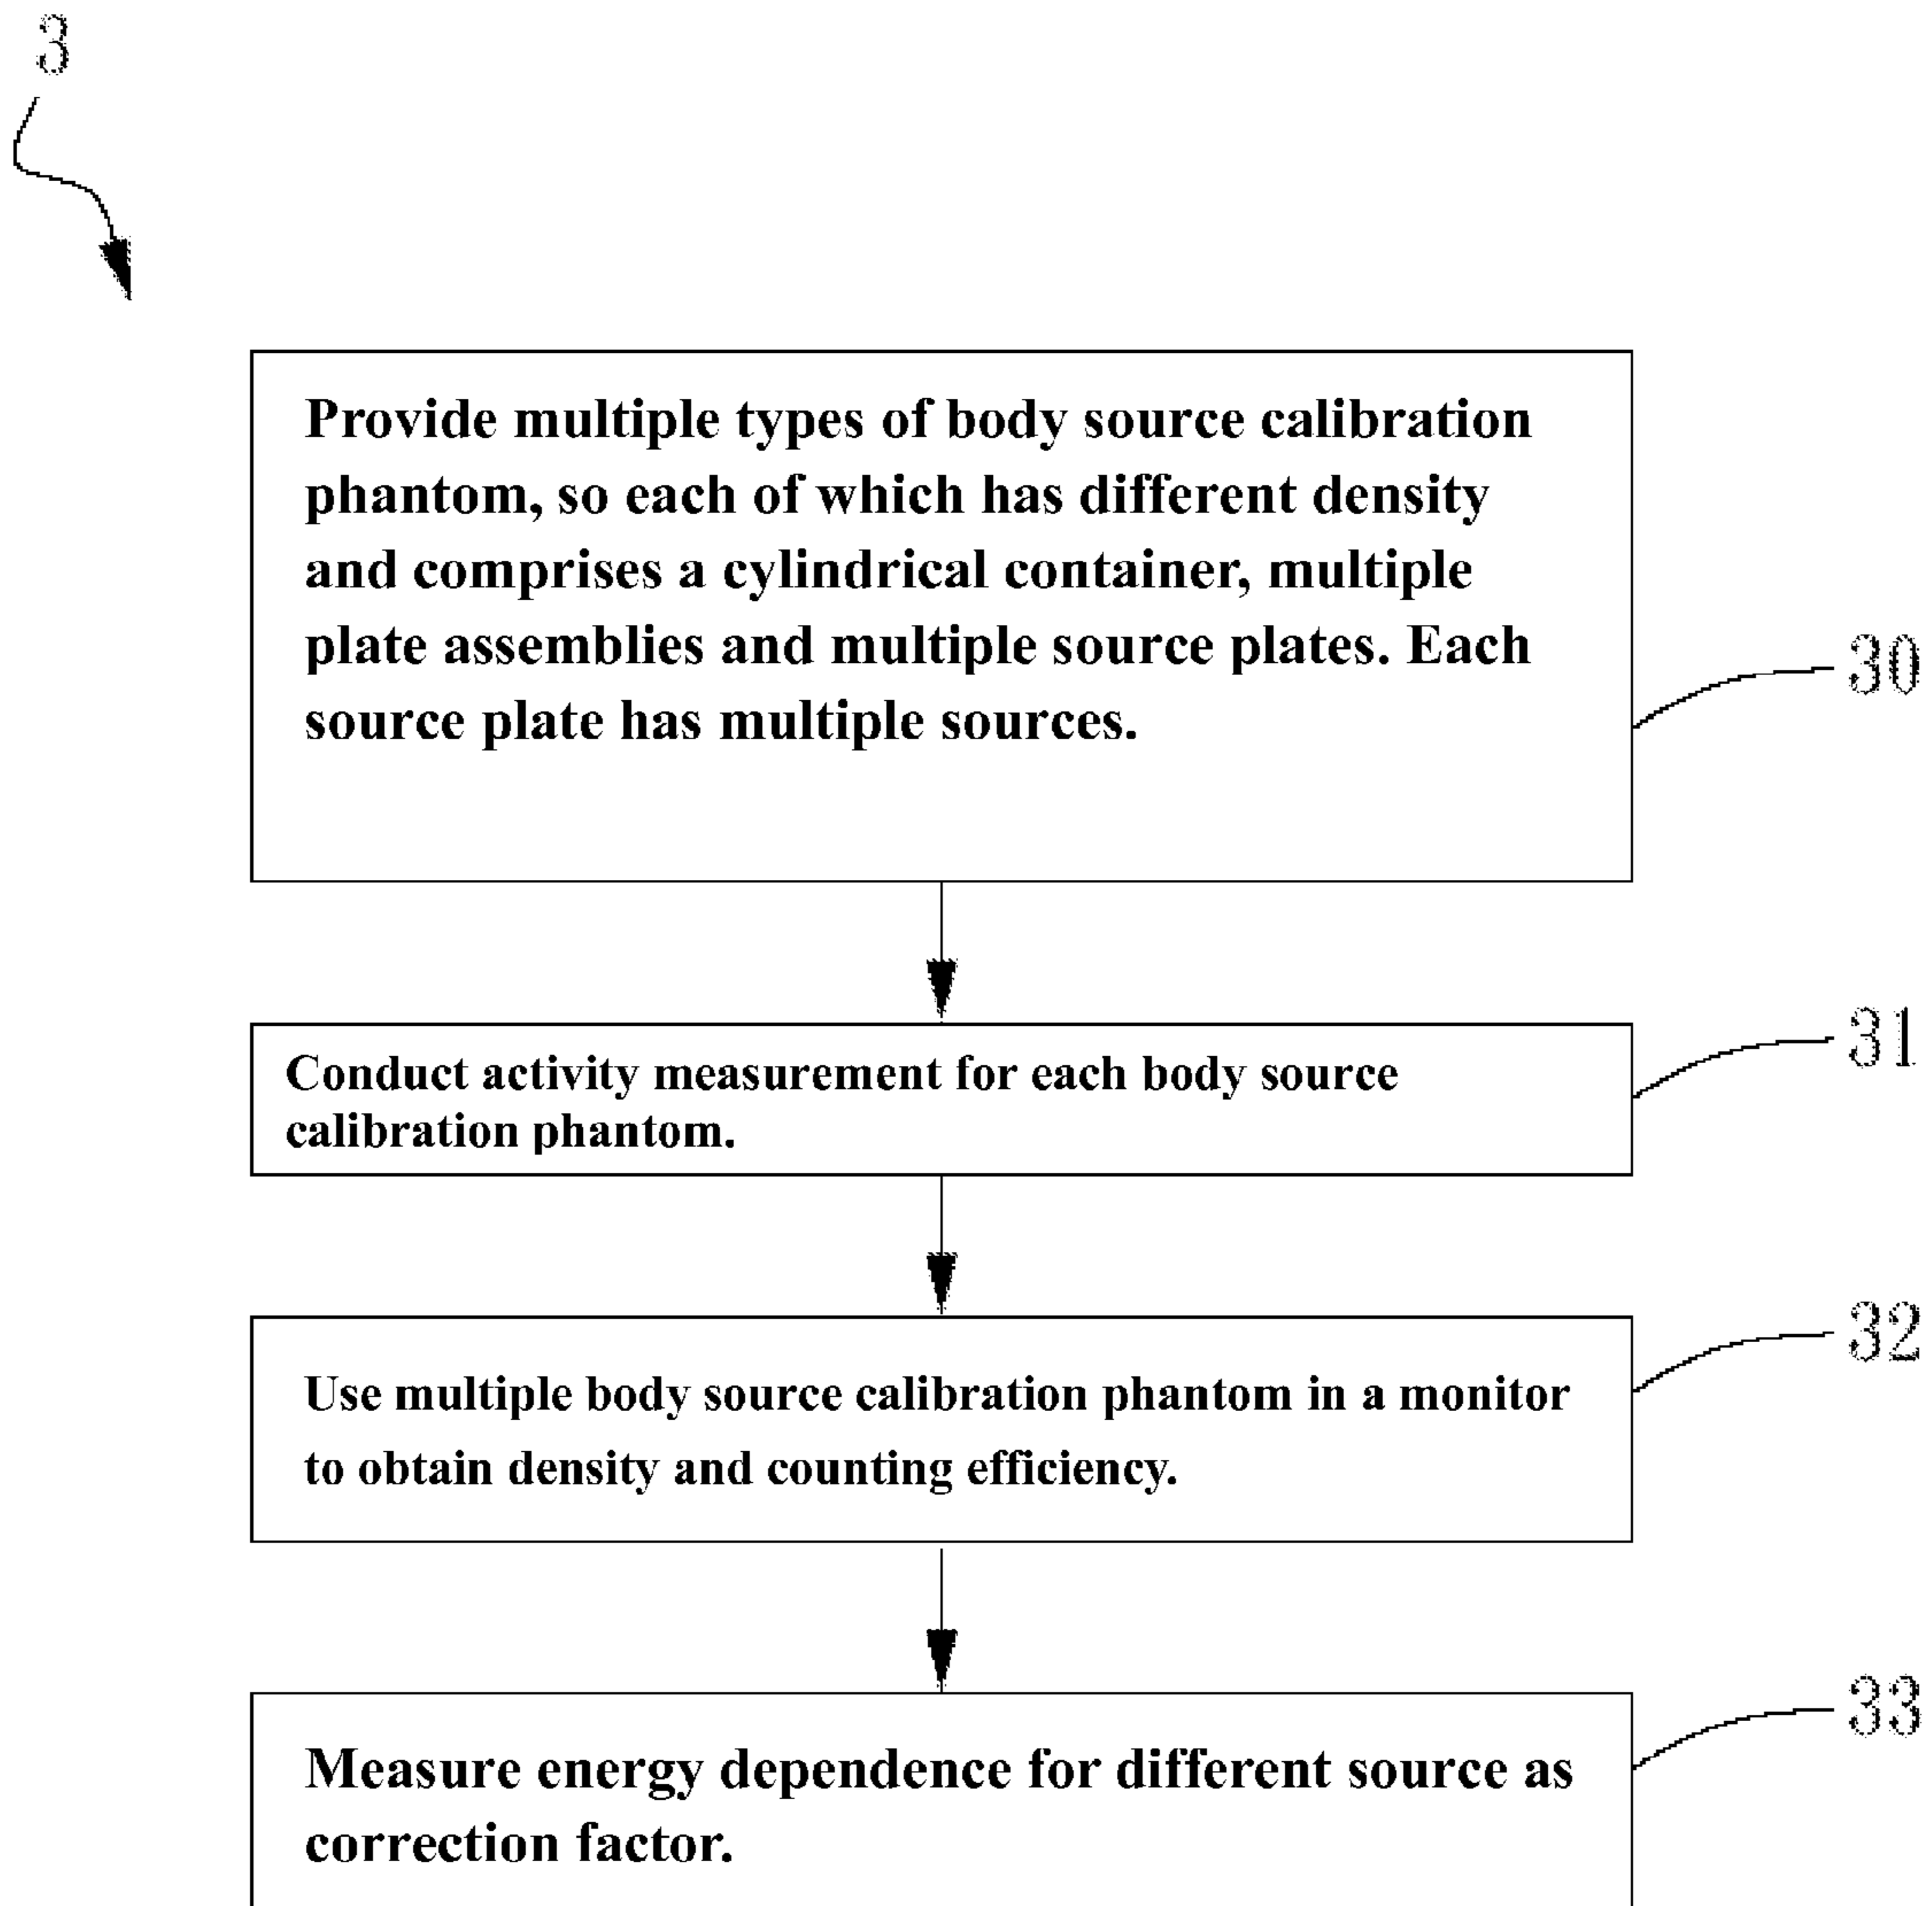 3
Provide multiple types of body source calibration
phantom, so each of which has different density
and comprises a cylindrical container, multiple
plate assemblies and multiple source plates. Each
source plate has multiple sources.
30
Conduct activity measurement for each body source
calibration phantom.
31
Use multiple body source calibration phantom in a monitor
to obtain density and counting efficiency.
32
Measure energy dependence for different source as
correction factor.
33